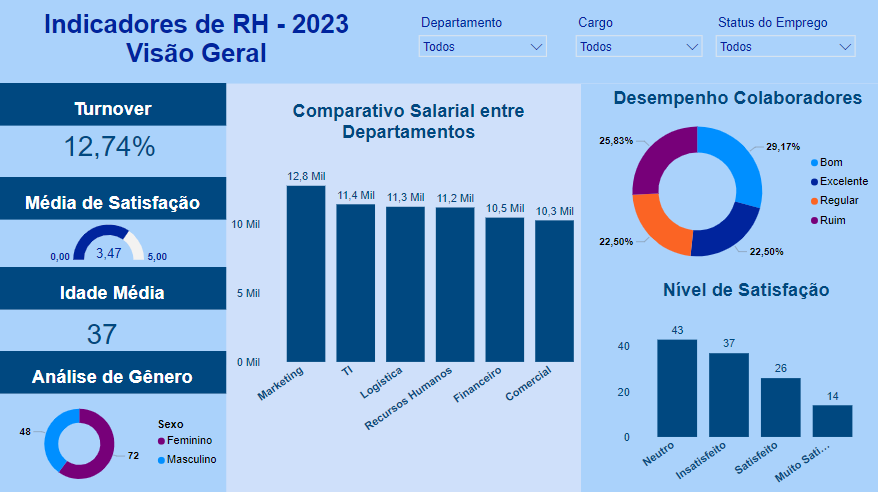 Indicadores de RH - 2023
Visão Geral
Departamento
Todos
Cargo
Todos
Status do Emprego
Todos
Turnover
12,74%
Média de Satisfação
0,00
3,47
5,00
Idade Média
37
Análise de Gênero
48
72
Sexo
Feminino
Masculino
Comparativo Salarial entre
Departamentos
10 Mil
5 Mil
0 Mil
12,8 Mil
11,4 Mil
11,3 Mil
11,2 Mil
10,5 Mil
10,3 Mil
Marketing
TI
Logística
Recursos Humanos
Financeiro
Comercial
Desempenho Colaboradores
25,83%
29,17%
22,50%
22,50%
Bom
Excelente
Regular
Ruim
Nível de Satisfação
40
20
0
43
37
26
14
Neutro
Insatisfeito
Satisfeito
Muito Sati...